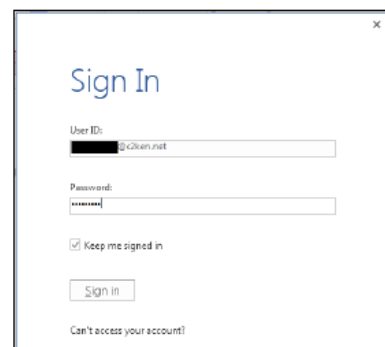 Sign In
User ID:
@c2ken.net
Password:
Keep me signed in
Sign in
Can't access your account?